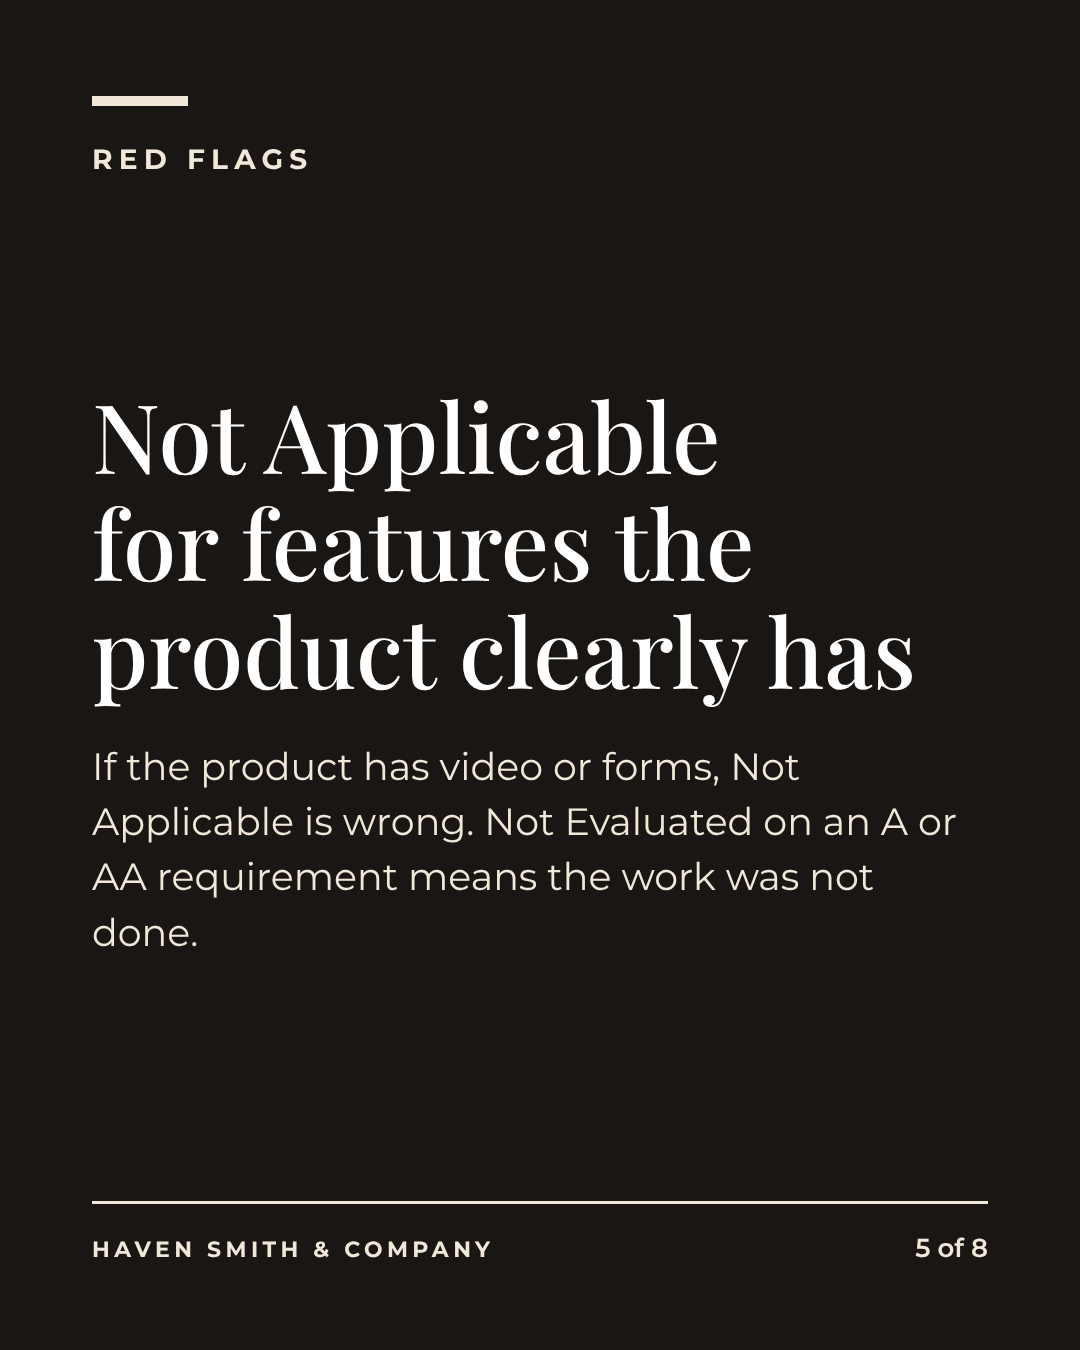 RED FLAGS
Not Applicable
for features the
product clearly has
If the product has video or forms, Not
Applicable is wrong. Not Evaluated on an A or
AA requirement means the work was not
done.
HAVEN SMITH & COMPANY
5 of 8